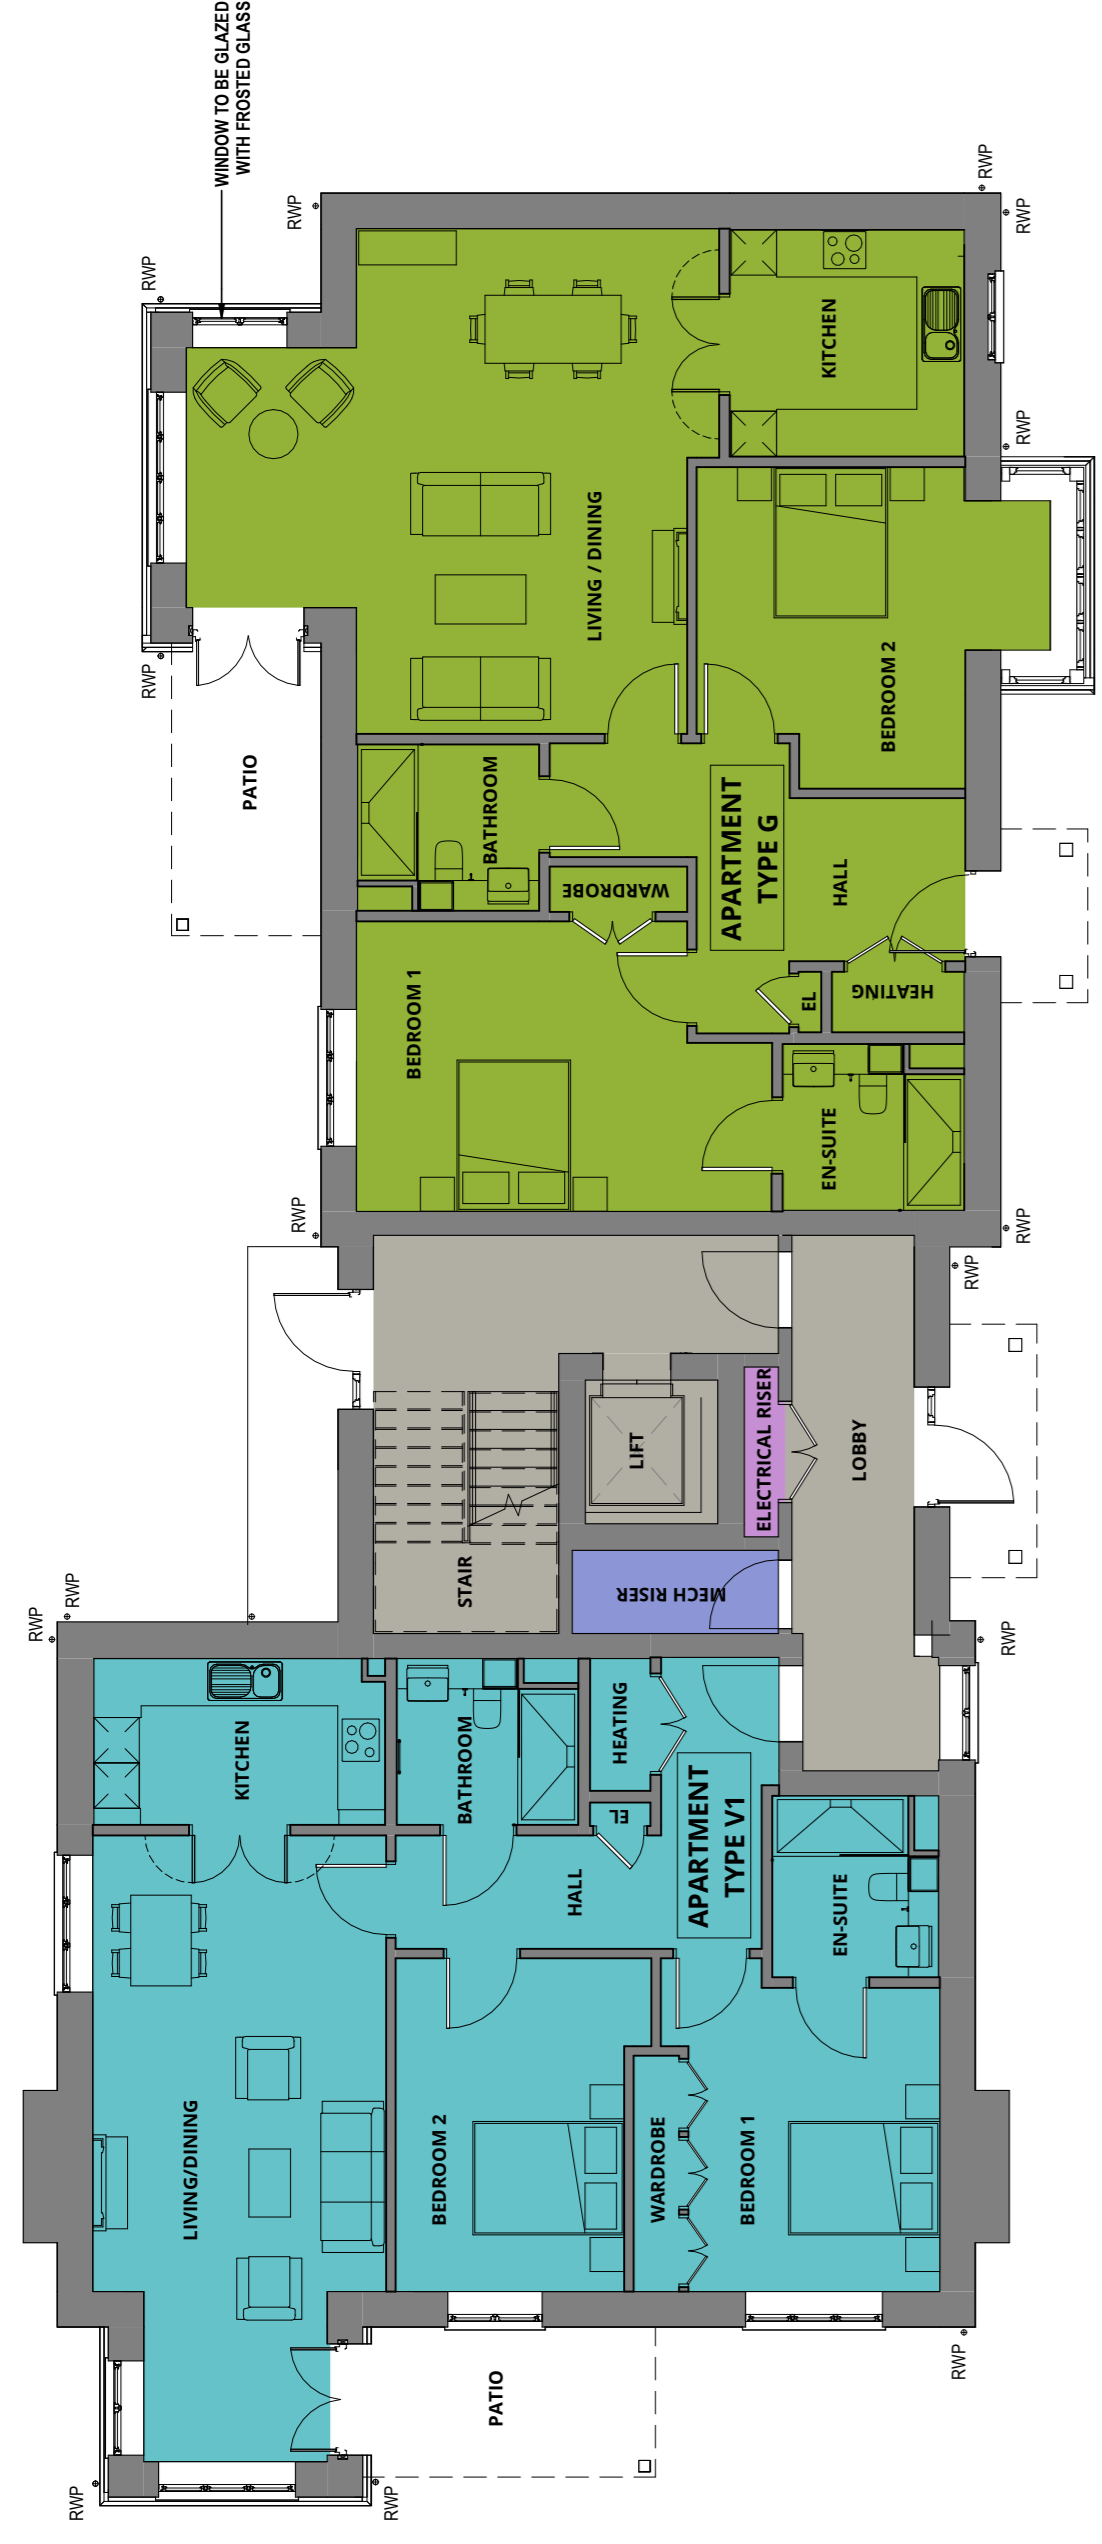 WINDOW TO BE GLAZED
WITH FROSTED GLASS
RWP
RWP
RWP
RWP
RWP
RWP
KITCHEN
LIVING / DINING
BEDROOM 2
PATIO
BATHROOM
WARDROBE
APARTMENT
TYPE G
HALL
BEDROOM 1
EL
HEATING
EN-SUITE
RWP
RWP
RWP
LIFT
ELECTRICAL RISER
LOBBY
STAIR
MECH RISER
RWP
RWP
RWP
KITCHEN
BATHROOM
HEATING
EL
APARTMENT
TYPE V1
HALL
EN-SUITE
LIVING/DINING
BEDROOM 2
WARDROBE
BEDROOM 1
PATIO
RWP
RWP
RWP